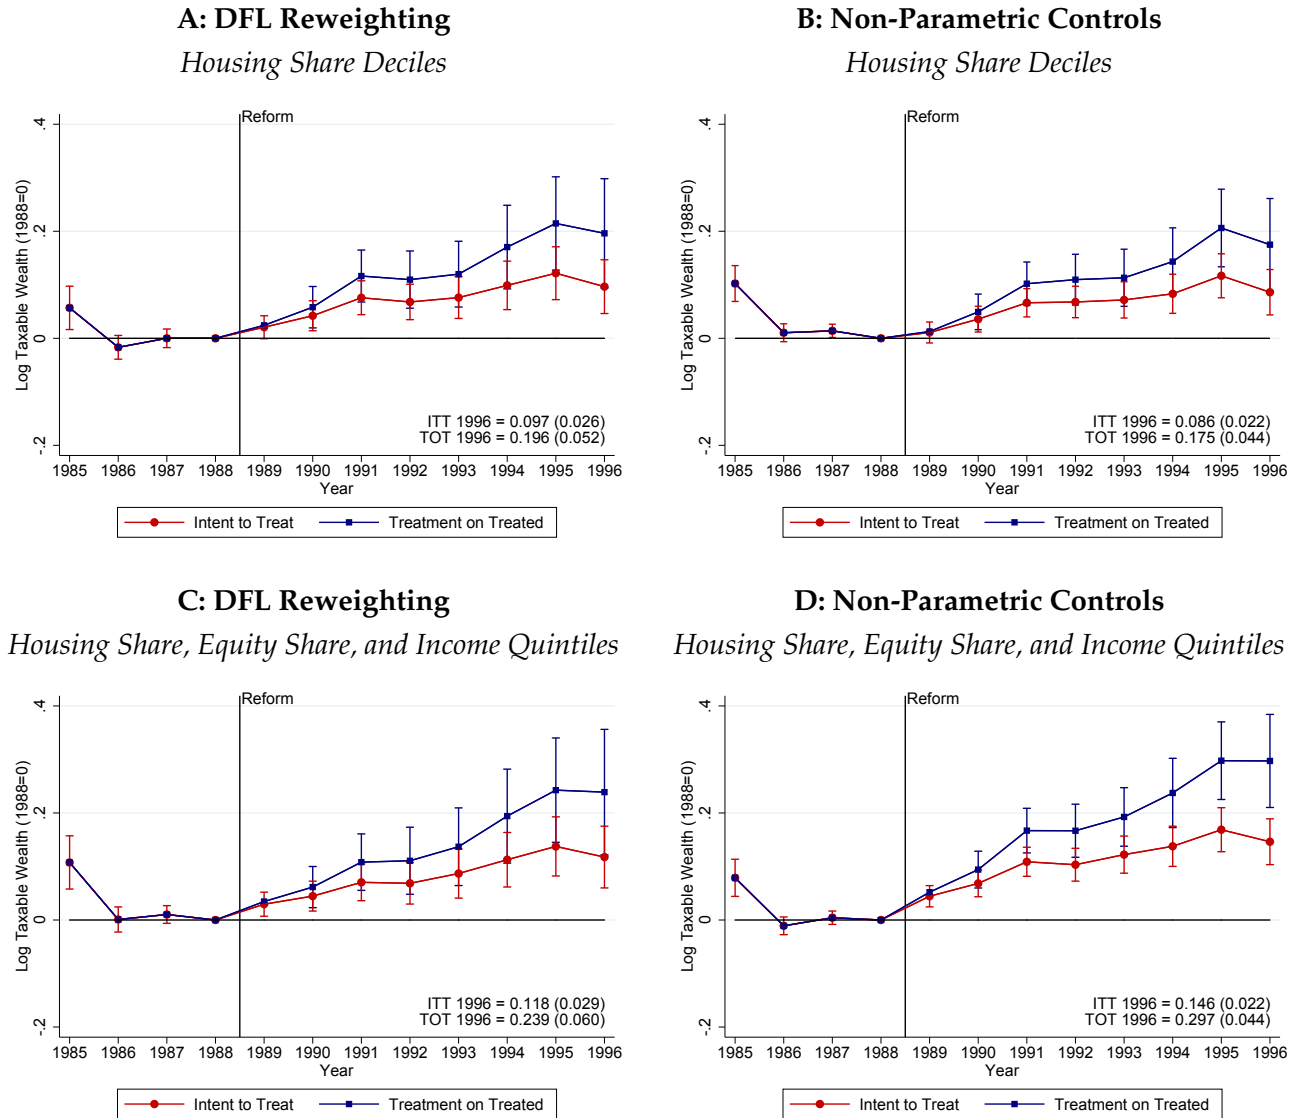 A: DFL Reweighting
Housing Share Deciles
Reform
Log Taxable Wealth (1988=0)
.4
.2
0
-.2
ITT 1996 = 0.097 (0.026)
TOT 1996 = 0.196 (0.052)
1985 1986 1987 1988 1989 1990 1991 1992 1993 1994 1995 1996
Year
Intent to Treat Treatment on Treated
B: Non-Parametric Controls
Housing Share Deciles
Reform
Log Taxable Wealth (1988=0)
.4
.2
0
-.2
ITT 1996 = 0.086 (0.022)
TOT 1996 = 0.175 (0.044)
1985 1986 1987 1988 1989 1990 1991 1992 1993 1994 1995 1996
Year
Intent to Treat Treatment on Treated
C: DFL Reweighting
Housing Share, Equity Share, and Income Quintiles
Reform
Log Taxable Wealth (1988=0)
.4
.2
0
-.2
ITT 1996 = 0.118 (0.029)
TOT 1996 = 0.239 (0.060)
1985 1986 1987 1988 1989 1990 1991 1992 1993 1994 1995 1996
Year
Intent to Treat Treatment on Treated
D: Non-Parametric Controls
Housing Share, Equity Share, and Income Quintiles
Reform
Log Taxable Wealth (1988=0)
.4
.2
0
-.2
ITT 1996 = 0.146 (0.022)
TOT 1996 = 0.297 (0.044)
1985 1986 1987 1988 1989 1990 1991 1992 1993 1994 1995 1996
Year
Intent to Treat Treatment on Treated